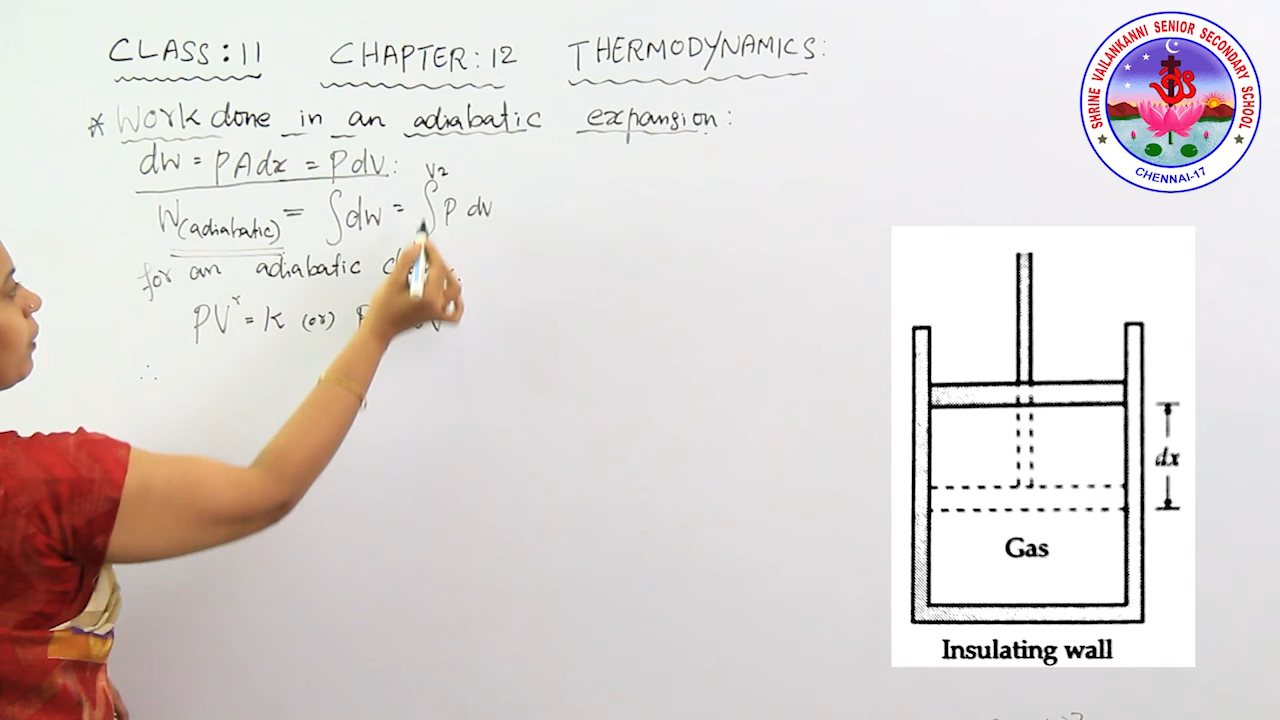 CLASS: 11 CHAPTER: 12 THERMODYNAMICS:
* Work done in an adiabatic expansion:
dW = PAdx = PdV:
W(adiabatic) = ∫dW = ∫ V2 P dV
for an adiabatic
PV^γ = K (or)
∴
SHRINE VAILANKANNI SENIOR SECONDARY SCHOOL
CHENNAI-17
dx
Gas
Insulating wall